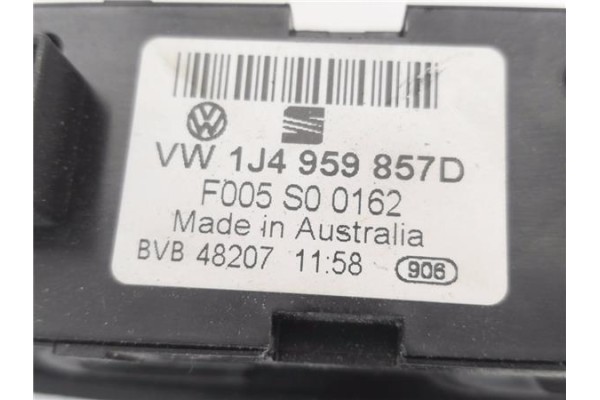 VW 1J4 959 857D
F005 S0 0162
Made in Australia
BVB 48207 11:58 906